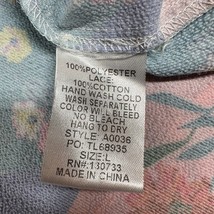 100%POLYESTER
LACE:
100%COTTON
HAND WASH COLD
WASH SEPARATELY
COLOR WILL BLEED
NO BLEACH
HANG TO DRY
STYLE: A0036
PO: TL68935
SIZE:L
RN#:130733
MADE IN CHINA